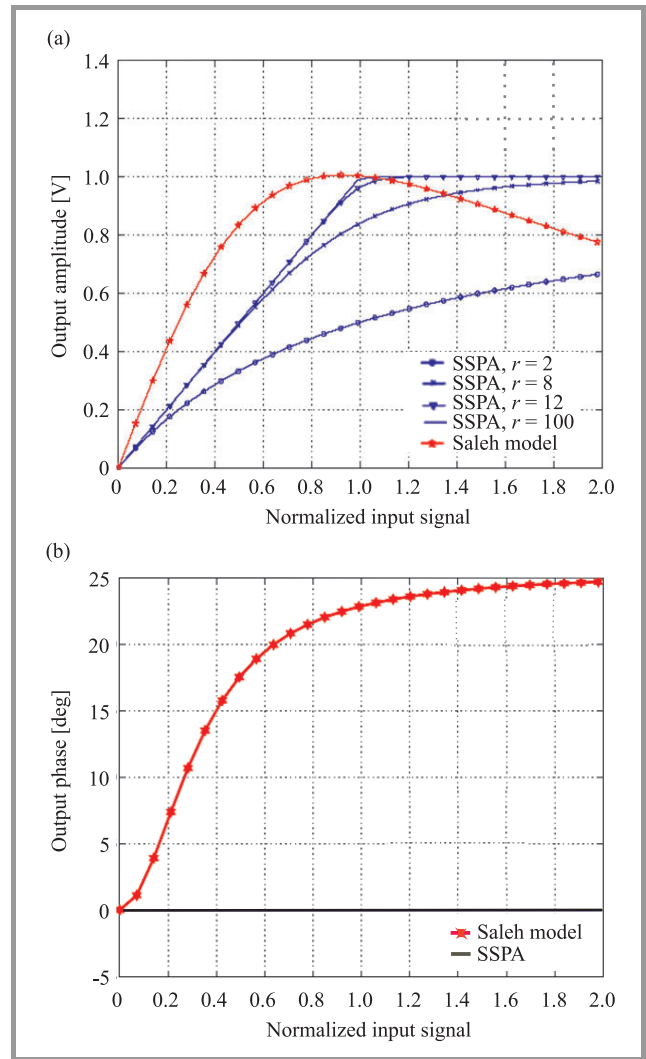 (a)
1.4
1.2
1.0
0.8
0.6
0.4
0.2
0
Output amplitude [V]
SSPA, r = 2
SSPA, r = 8
SSPA, r = 12
SSPA, r = 100
Saleh model
0 0.2 0.4 0.6 0.8 1.0 1.2 1.4 1.6 1.8 2.0
Normalized input signal
(b)
25
20
15
10
5
0
-5
Output phase [deg]
Saleh model
SSPA
0 0.2 0.4 0.6 0.8 1.0 1.2 1.4 1.6 1.8 2.0
Normalized input signal